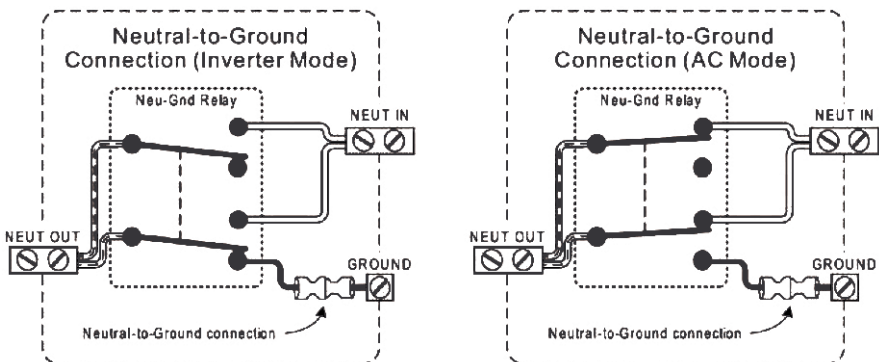 Neutral-to-Ground
Connection (Inverter Mode)
Neu-Gnd Relay
NEUT IN
NEUT OUT
GROUND
Neutral-to-Ground connection
Neutral-to-Ground
Connection (AC Mode)
Neu-Gnd Relay
NEUT IN
NEUT OUT
GROUND
Neutral-to-Ground connection